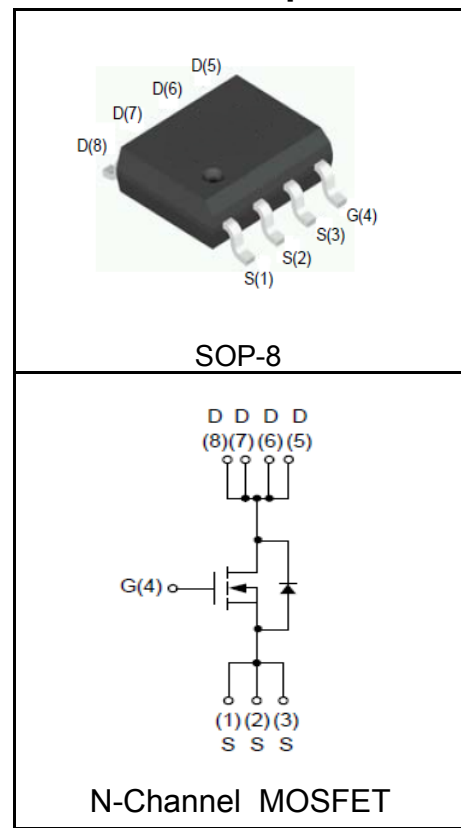 D(5)
D(6)
D(7)
D(8)
G(4)
S(3)
S(2)
S(1)
SOP-8
D D D D
(8)(7)(6)(5)
G(4)
(1)(2)(3)
S S S
N-Channel MOSFET